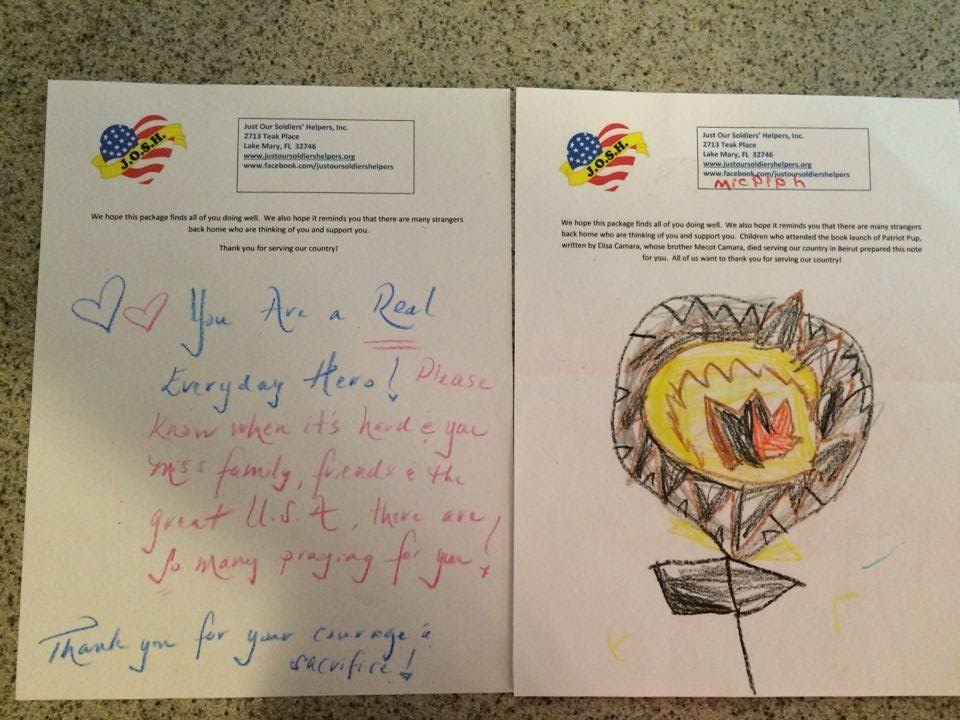 J.O.S.H.
Just Our Soldiers' Helpers, Inc.
2713 Teak Place
Lake Mary, FL 32746
www.justoursoldiershelpers.org
www.facebook.com/justoursoldiershelpers
We hope this package finds all of you doing well. We also hope it reminds you that there are many strangers
back home who are thinking of you and support you.
Thank you for serving our country!
You Are a Real
Everyday Hero! Please
Know when it's hard & you
miss family, friends & the
great U.S.A, there are
so many praying for you!
Thank you for your courage &
sacrifice!
J.O.S.H.
Just Our Soldiers' Helpers, Inc.
2713 Teak Place
Lake Mary, FL 32746
www.justoursoldiershelpers.org
www.facebook.com/justoursoldiershelpers
We hope this package finds all of you doing well. We also hope it reminds you that there are many strangers
back home who are thinking of you and support you. Children who attended the book launch of Patriot Pup,
written by Elisa Camara, whose brother Mecot Camara, died serving our country in Beirut prepared this note
for you. All of us want to thank you for serving our country!